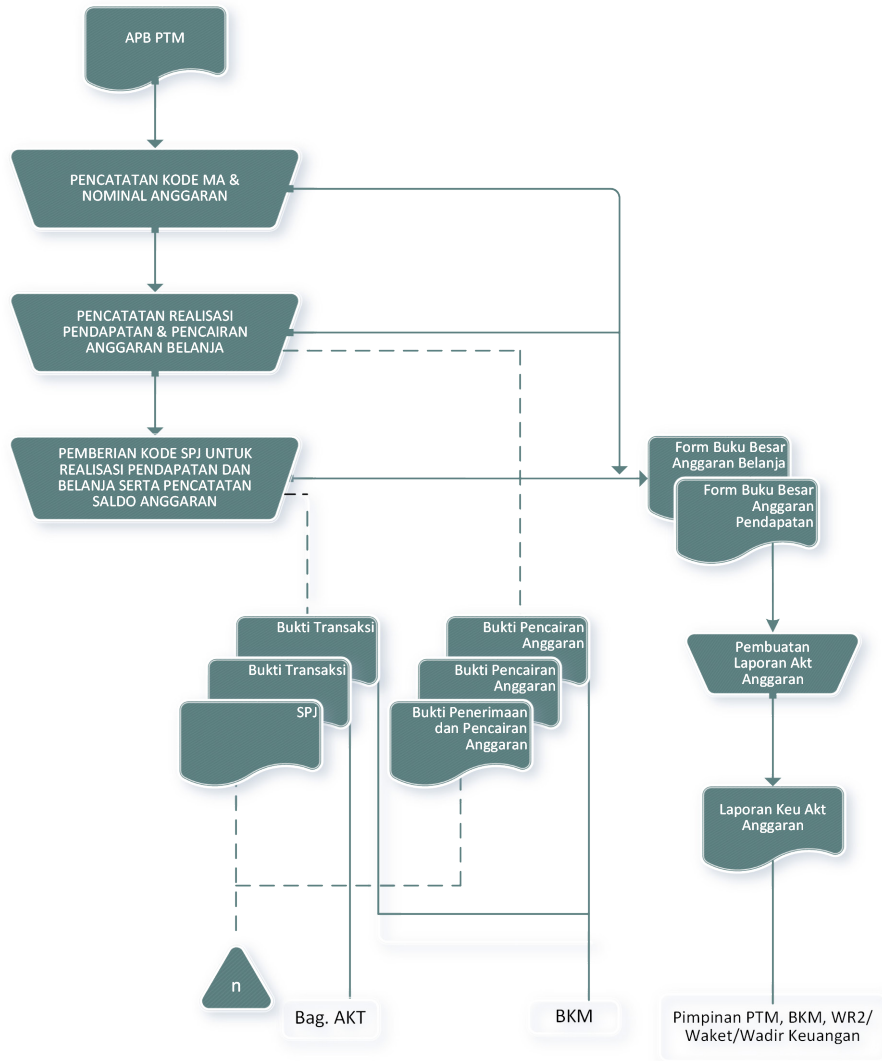 APB PTM
PENCATATAN KODE MA &
NOMINAL ANGGARAN
PENCATATAN REALISASI
PENDAPATAN & PENCAIRAN
ANGGARAN BELANJA
PEMBERIAN KODE SPJ UNTUK
REALISASI PENDAPATAN DAN
BELANJA SERTA PENCATATAN
SALDO ANGGARAN
Form Buku Besar
Anggaran Belanja
Form Buku Besar
Anggaran
Pendapatan
Bukti Transaksi
Bukti Transaksi
SPJ
Bukti Pencairan
Anggaran
Bukti Pencairan
Anggaran
Bukti Penerimaan
dan Pencairan
Anggaran
Pembuatan
Laporan Akt
Anggaran
Laporan Keu Akt
Anggaran
n
Bag. AKT
BKM
Pimpinan PTM, BKM, WR2/
Waket/Wadir Keuangan